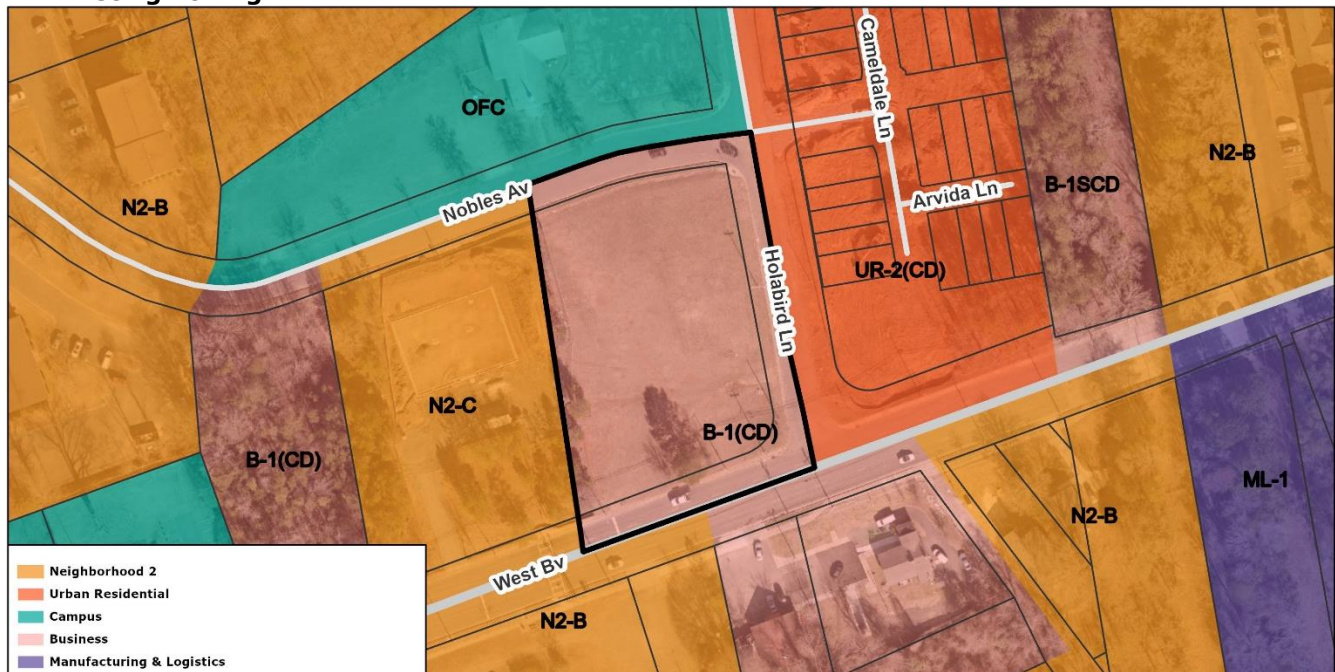 OFC
Cameldale Ln
N2-B
N2-B
Nobles Av
Arvida Ln
B-1SCD
UR-2(CD)
Holabird Ln
N2-C
B-1(CD)
B-1(CD)
ML-1
N2-B
West Bv
N2-B
Neighborhood 2
Urban Residential
Campus
Business
Manufacturing & Logistics